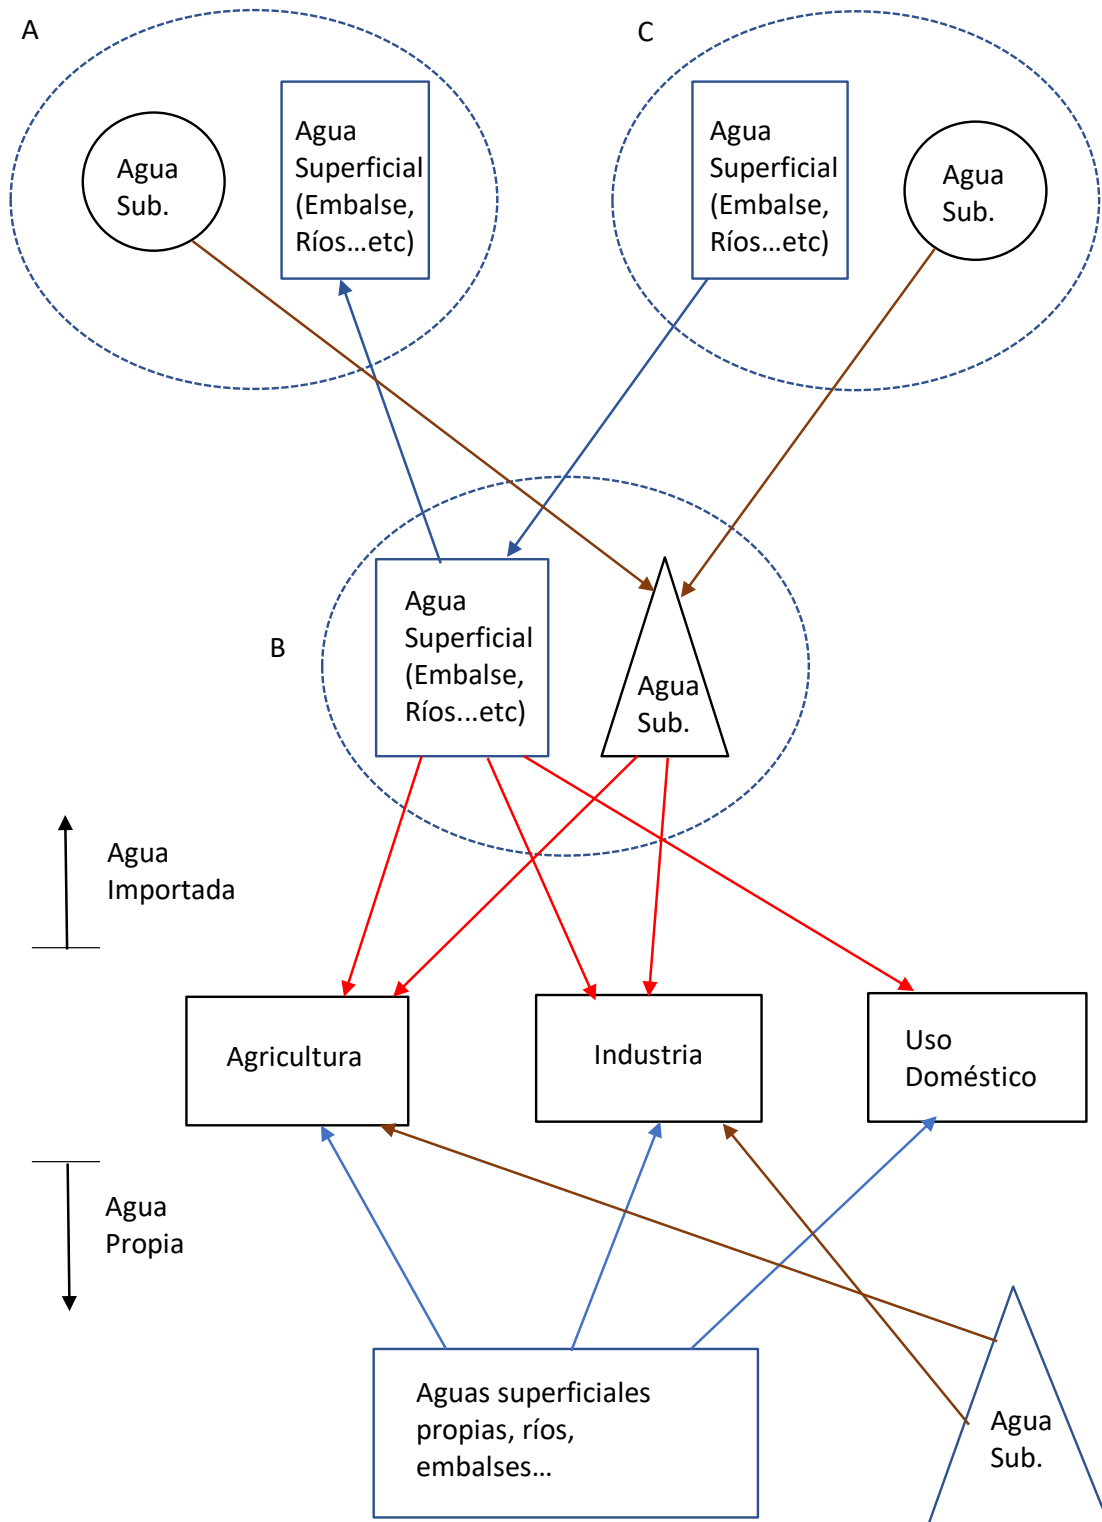 A
C
Agua
Sub.
Agua
Superficial
(Embalse,
Ríos...etc)
Agua
Superficial
(Embalse,
Ríos...etc)
Agua
Sub.
B
Agua
Superficial
(Embalse,
Ríos...etc)
Agua
Sub.
Agua
Importada
Agricultura
Industria
Uso
Doméstico
Agua
Propia
Aguas superficiales
propias, ríos,
embalses...
Agua
Sub.